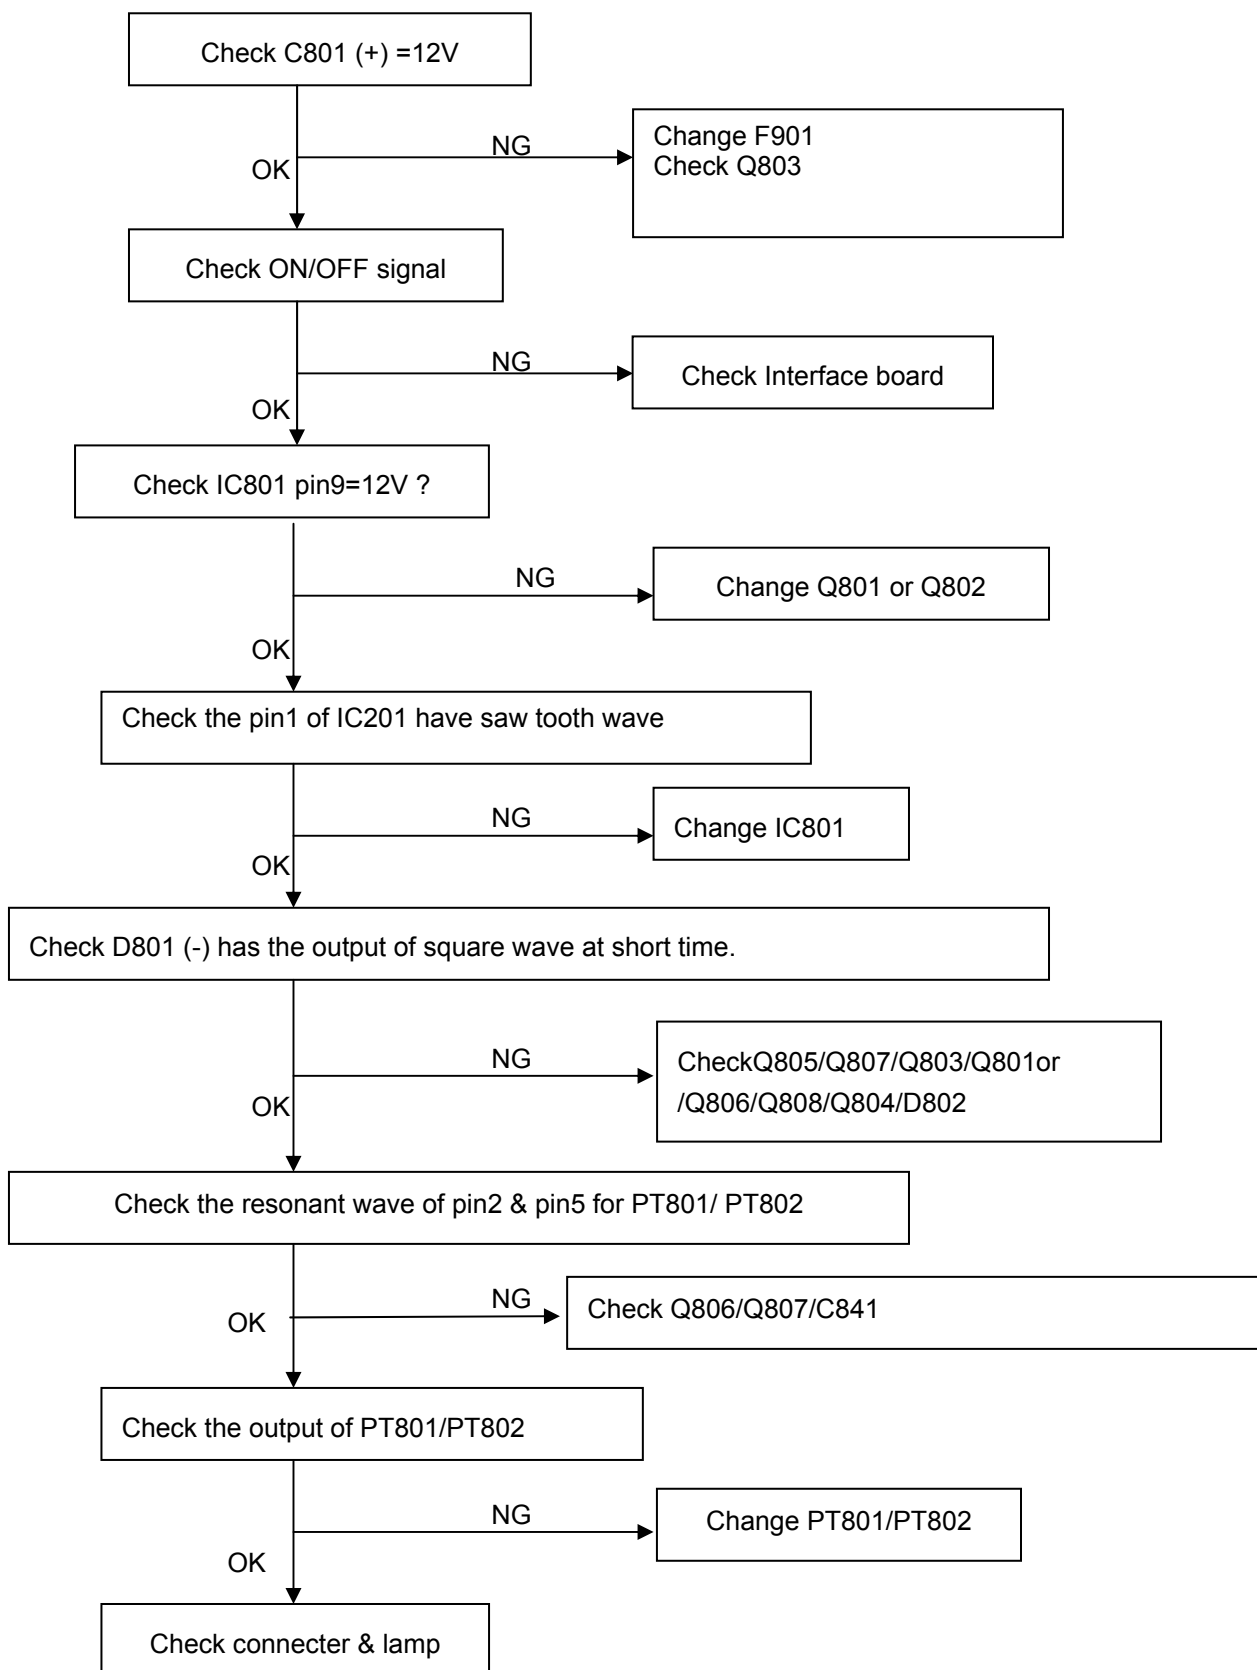 Check C801 (+) =12V
NG
Change F901
Check Q803
OK
Check ON/OFF signal
NG
Check Interface board
OK
Check IC801 pin9=12V ?
NG
Change Q801 or Q802
OK
Check the pin1 of IC201 have saw tooth wave
NG
Change IC801
OK
Check D801 (-) has the output of square wave at short time.
NG
CheckQ805/Q807/Q803/Q801or
/Q806/Q808/Q804/D802
OK
Check the resonant wave of pin2 & pin5 for PT801/ PT802
NG
Check Q806/Q807/C841
OK
Check the output of PT801/PT802
NG
Change PT801/PT802
OK
Check connecter & lamp